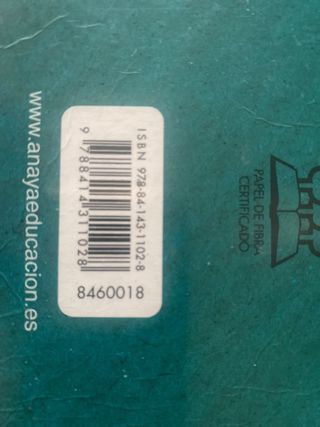 www.anayaeducacion.es
ISBN 978-84-143-1102-8
9 788414 311028
8460018
PAPEL DE FIBRA
CERTIFICADO